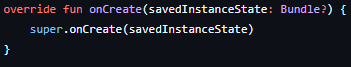 override fun onCreate(savedInstanceState: Bundle?) {
    super.onCreate(savedInstanceState)
}